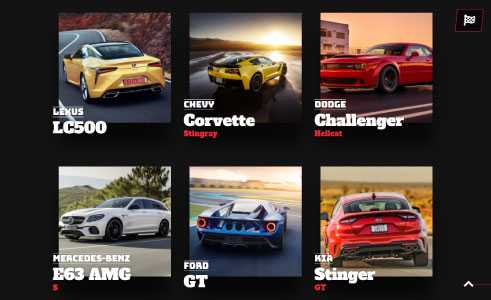 LEXUS
LC500
CHEVY
Corvette
Stingray
DODGE
Challenger
Hellcat
MERCEDES-BENZ
E63 AMG
S
FORD
GT
KIA
Stinger
GT